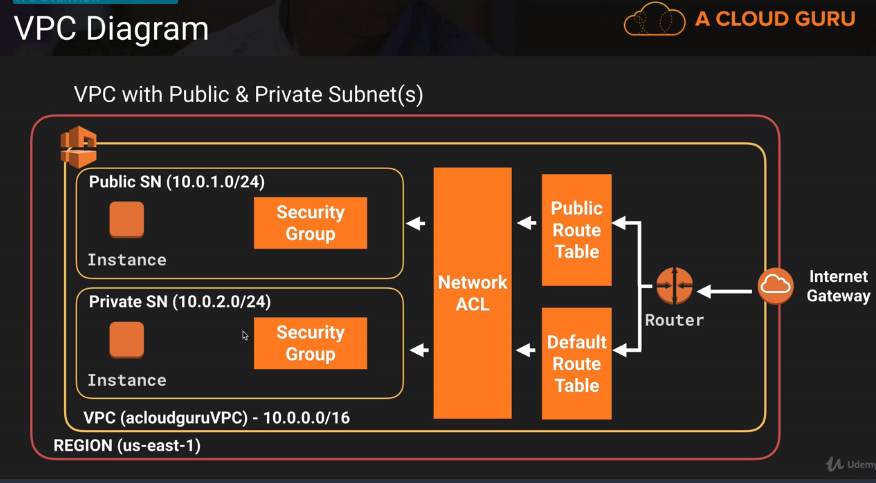 VPC Diagram
A CLOUD GURU
VPC with Public & Private Subnet(s)
Public SN (10.0.1.0/24)
Security
Group
Instance
Private SN (10.0.2.0/24)
Security
Group
Instance
VPC (acloudguruVPC) - 10.0.0.0/16
REGION (us-east-1)
Network
ACL
Public
Route
Table
Default
Route
Table
Router
Internet
Gateway
Udemy